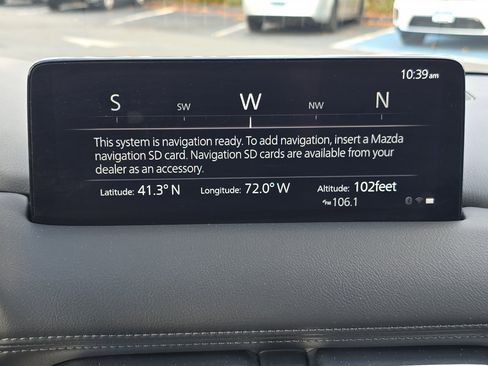 10:39am
S SW W NW N
This system is navigation ready. To add navigation, insert a Mazda
navigation SD card. Navigation SD cards are available from your
dealer as an accessory.
Latitude: 41.3° N Longitude: 72.0° W Altitude: 102feet
FM 106.1